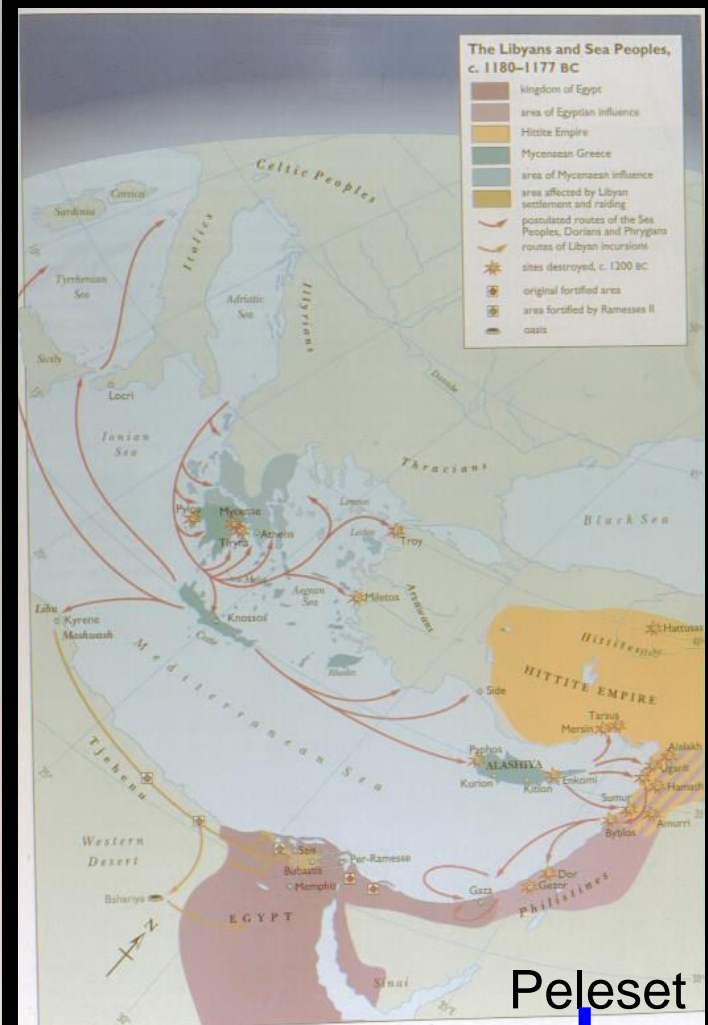 The Libyans and Sea Peoples,
c. 1180–1177 BC
kingdom of Egypt
area of Egyptian influence
Hittite Empire
Mycenaean Greece
area of Mycenaean influence
area affected by Libyan
settlement and raiding
postulated routes of the Sea
Peoples, Dorians and Phrygians
routes of Libyan incursions
sites destroyed, c. 1200 BC
original fortified area
area fortified by Ramesses II
oasis
Celtic Peoples
Corsica
Sardinia
Italics
Tyrrhenian
Sea
Adriatic
Sea
Illyrians
Sicily
Locri
Danube
Ionian
Sea
Thracians
Black Sea
Pylos
Mycenae
Tiryns
Athens
Lemnos
Lesbos
Troy
Aegean
Sea
Miletos
Arzawans
Libu
Kyrene
Meshwesh
Knossos
Crete
Rhodes
Mediterranean Sea
Hattusas
Hittites
HITTITE EMPIRE
Side
Tarsus
Mersin
Alalakh
Ugarit
Hamath
Paphos
ALASHIYA
Kurion
Kition
Enkomi
Sumur
Byblos
Amurri
Tjehenu
Western
Desert
Bahariya
Sais
Bubastis
Per-Ramesse
Memphis
EGYPT
Gaza
Dor
Gezer
Philistines
N
Sinai
Peleset